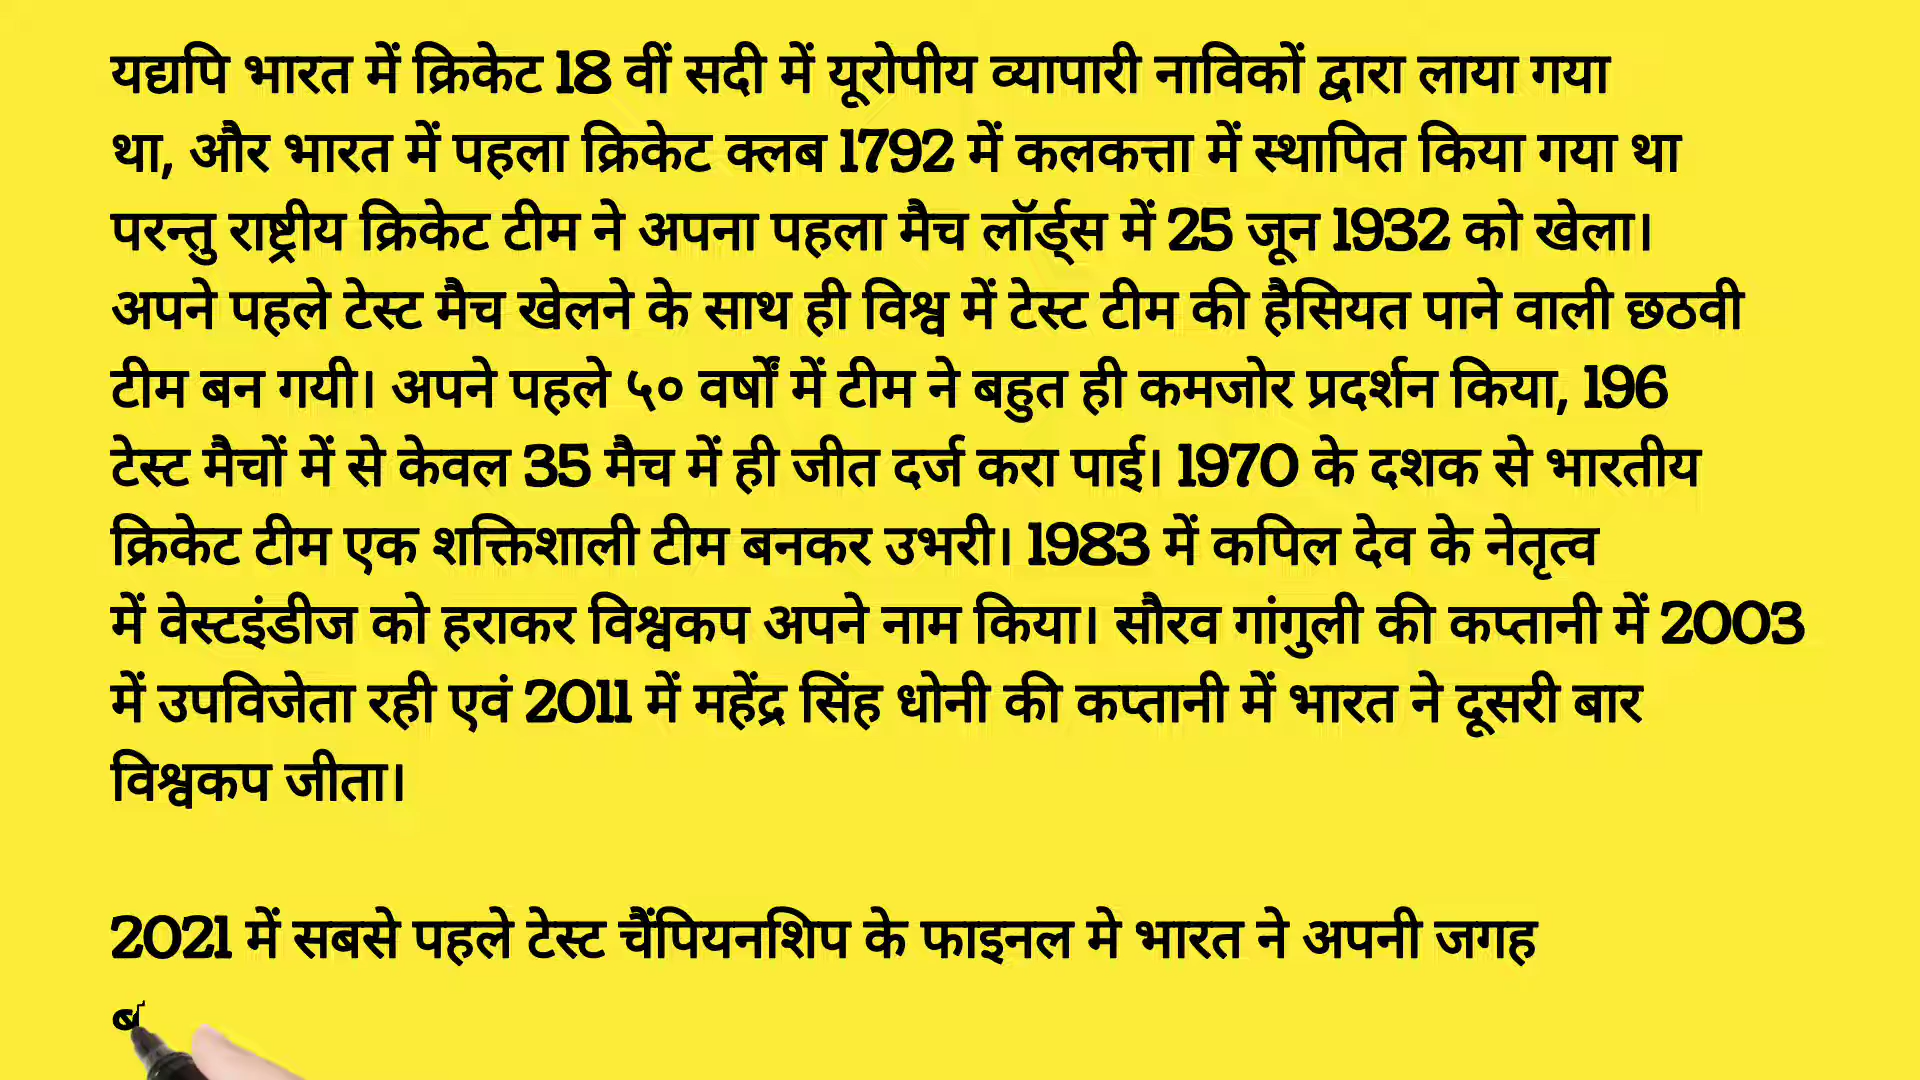 यद्यपि भारत में क्रिकेट 18 वीं सदी में यूरोपीय व्यापारी नाविकों द्वारा लाया गया
था, और भारत में पहला क्रिकेट क्लब 1792 में कलकत्ता में स्थापित किया गया था
परन्तु राष्ट्रीय क्रिकेट टीम ने अपना पहला मैच लॉर्ड्स में 25 जून 1932 को खेला।
अपने पहले टेस्ट मैच खेलने के साथ ही विश्व में टेस्ट टीम की हैसियत पाने वाली छठवी
टीम बन गयी। अपने पहले ५० वर्षों में टीम ने बहुत ही कमजोर प्रदर्शन किया, 196
टेस्ट मैचों में से केवल 35 मैच में ही जीत दर्ज करा पाई। 1970 के दशक से भारतीय
क्रिकेट टीम एक शक्तिशाली टीम बनकर उभरी। 1983 में कपिल देव के नेतृत्व
में वेस्टइंडीज को हराकर विश्वकप अपने नाम किया। सौरव गांगुली की कप्तानी में 2003
में उपविजेता रही एवं 2011 में महेंद्र सिंह धोनी की कप्तानी में भारत ने दूसरी बार
विश्वकप जीता।
2021 में सबसे पहले टेस्ट चैंपियनशिप के फाइनल मे भारत ने अपनी जगह